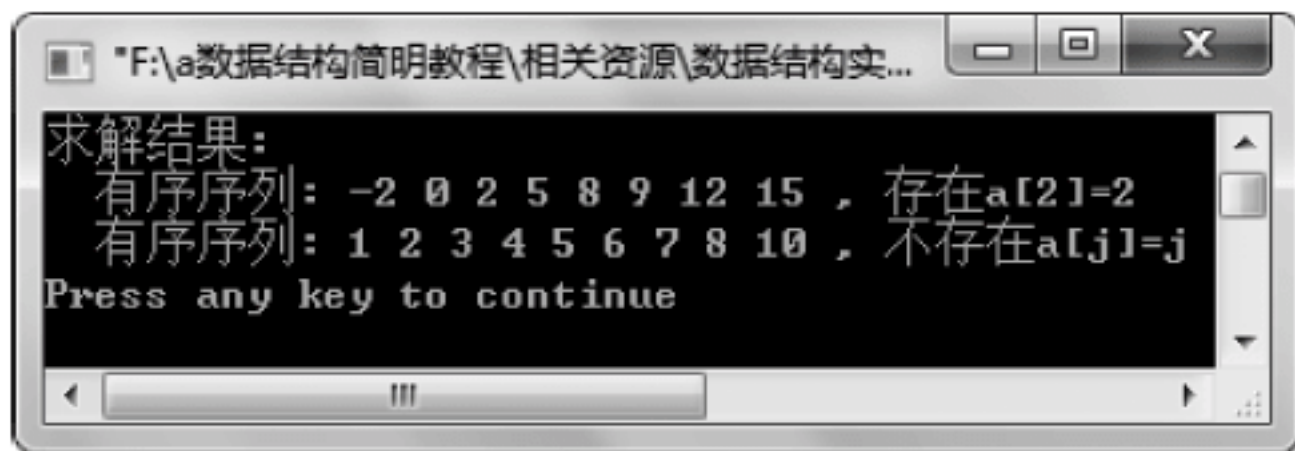 "F:\a数据结构简明教程\相关资源\数据结构实...
求解结果:
有序序列: -2 0 2 5 8 9 12 15 , 存在a[2]=2
有序序列: 1 2 3 4 5 6 7 8 10 , 不存在a[j]=j
Press any key to continue